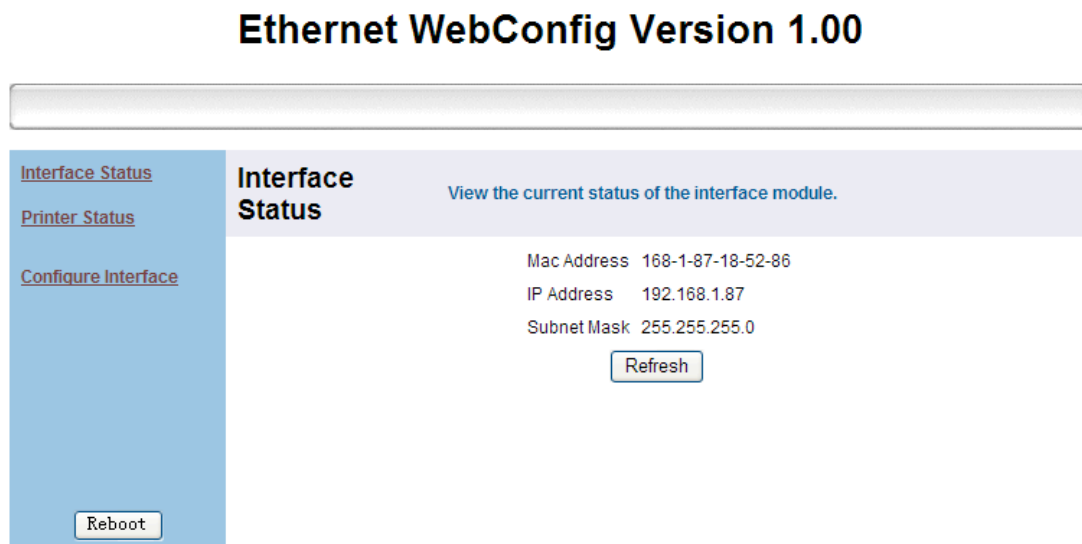 Ethernet WebConfig Version 1.00
Interface Status
Printer Status
Configure Interface
Reboot
Interface
Status
View the current status of the interface module.
Mac Address 168-1-87-18-52-86
IP Address 192.168.1.87
Subnet Mask 255.255.255.0
Refresh